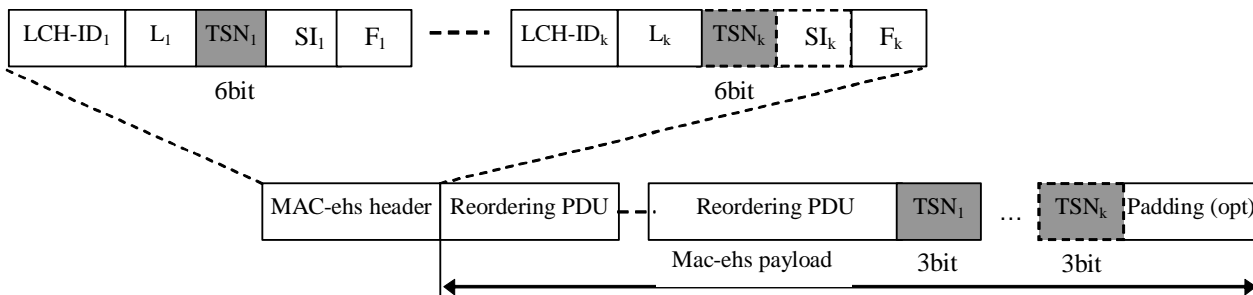 LCH-ID₁ L₁ TSN₁ SI₁ F₁ LCH-IDₖ Lₖ TSNₖ SIₖ Fₖ
6bit 6bit
MAC-ehs header Reordering PDU Reordering PDU TSN₁ ... TSNₖ Padding (opt)
Mac-ehs payload 3bit 3bit